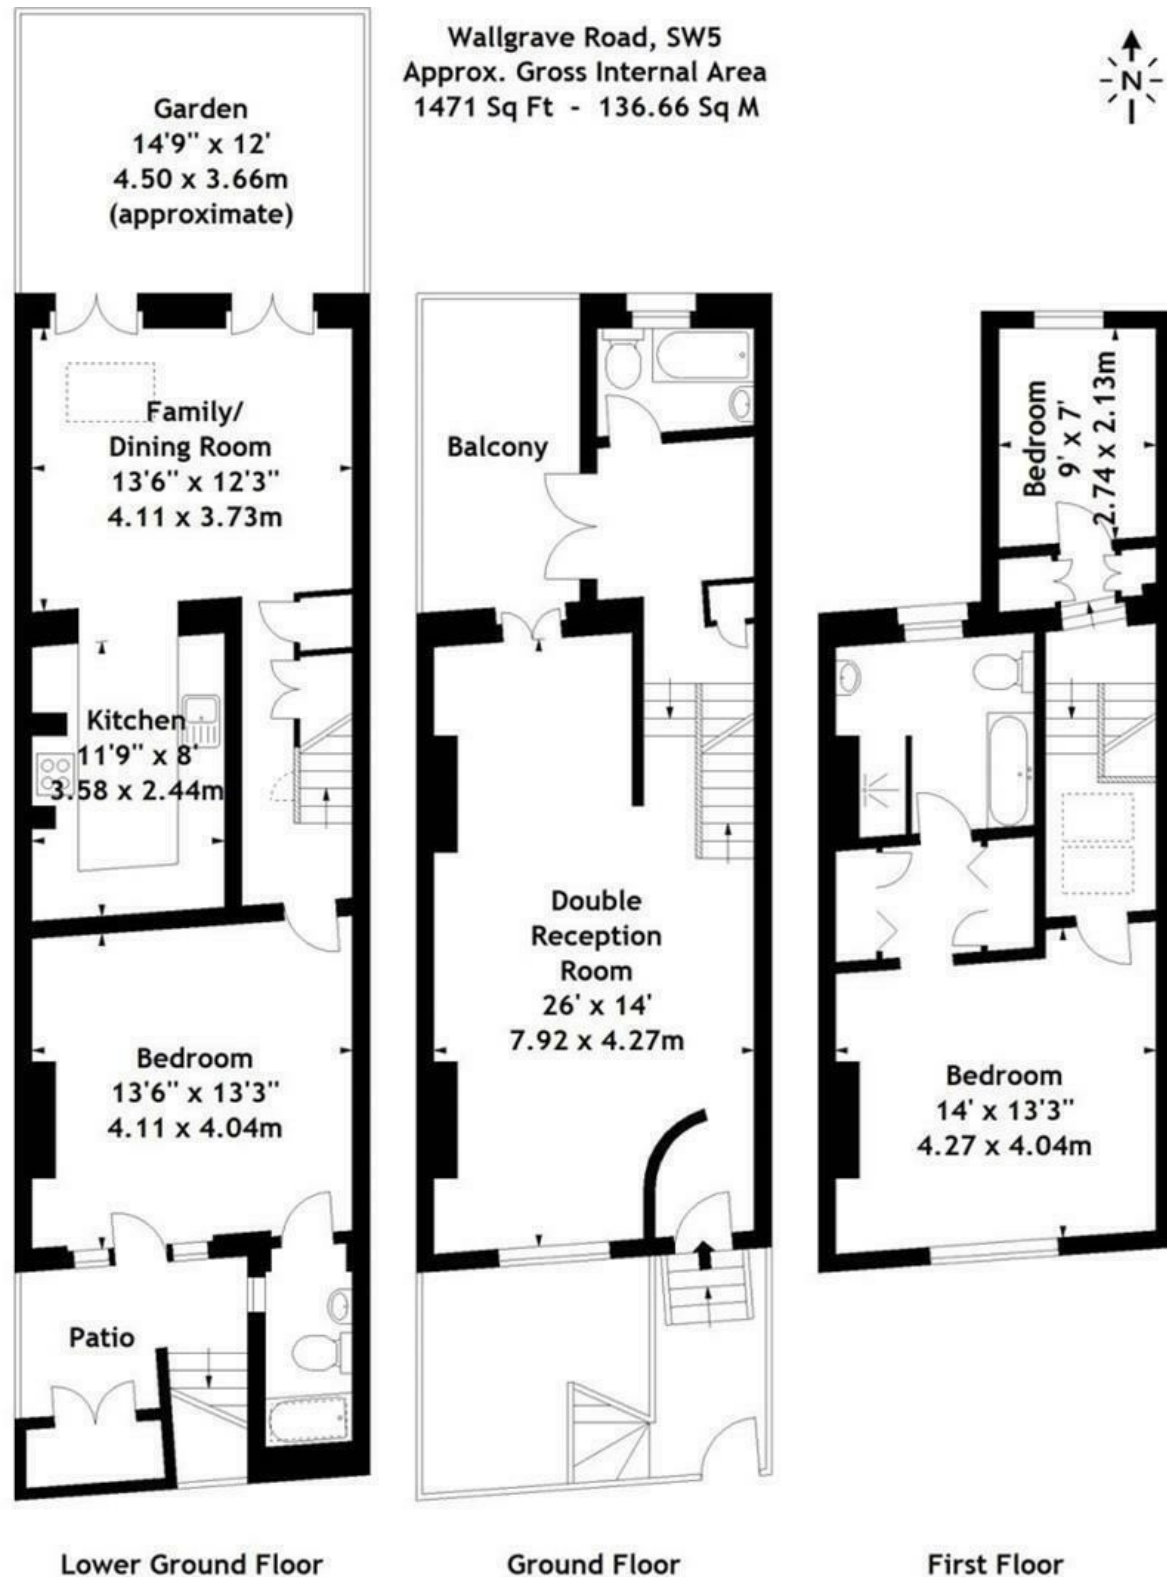 Wallgrave Road, SW5
Approx. Gross Internal Area
1471 Sq Ft - 136.66 Sq M
N
Garden
14'9" x 12'
4.50 x 3.66m
(approximate)
Family/
Dining Room
13'6" x 12'3"
4.11 x 3.73m
Kitchen
11'9" x 8'
3.58 x 2.44m
Bedroom
13'6" x 13'3"
4.11 x 4.04m
Patio
Lower Ground Floor
Balcony
Double
Reception
Room
26' x 14'
7.92 x 4.27m
Ground Floor
Bedroom
9' x 7'
2.74 x 2.13m
Bedroom
14' x 13'3"
4.27 x 4.04m
First Floor